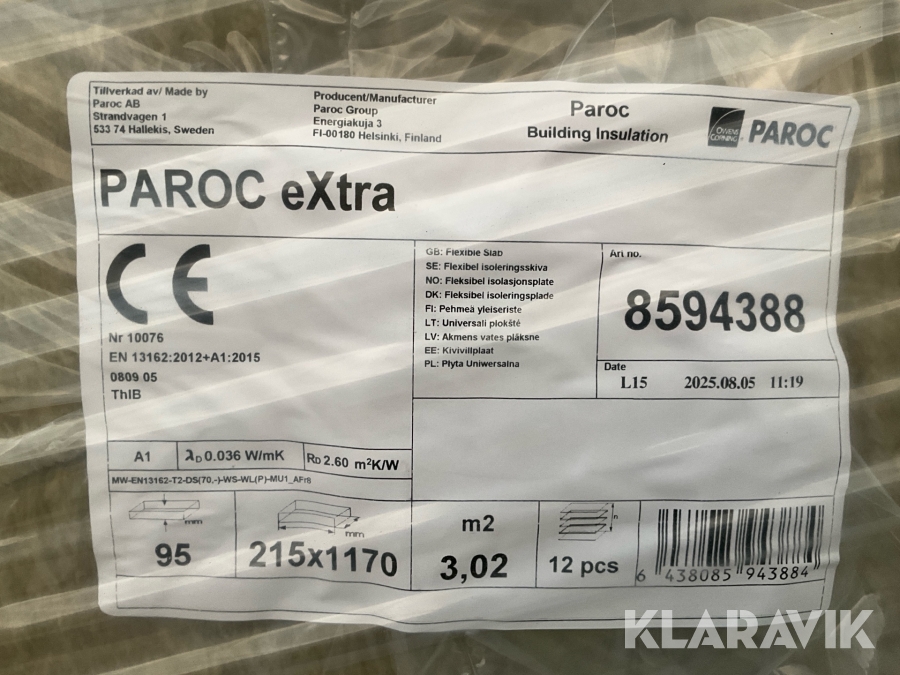 Tillverkad av/ Made by
Paroc AB
Strandvagen 1
533 74 Hallekis, Sweden
Producent/Manufacturer
Paroc Group
Energiakuja 3
FI-00180 Helsinki, Finland
Paroc
Building Insulation
OWENS
CORNING
PAROC
PAROC eXtra
CE
Nr 10076
EN 13162:2012+A1:2015
0809 05
ThIB
GB: Flexible Slab
SE: Flexibel isoleringsskiva
NO: Fleksibel isolasjonsplate
DK: Fleksibel isoleringsplade
FI: Pehmeä yleiseriste
LT: Universali plokštė
LV: Akmens vates plāksne
EE: Kivivillplaat
PL: Płyta Uniwersalna
Art no.
8594388
Date
L15 2025.08.05 11:19
A1
λD 0.036 W/mK
RD 2.60 m²K/W
MW-EN13162-T2-DS(70,-)-WS-WL(P)-MU1_AFr5
mm
95
mm
215x1170
m2
3,02
n
12 pcs
6 438085 943884
KLARAVIK